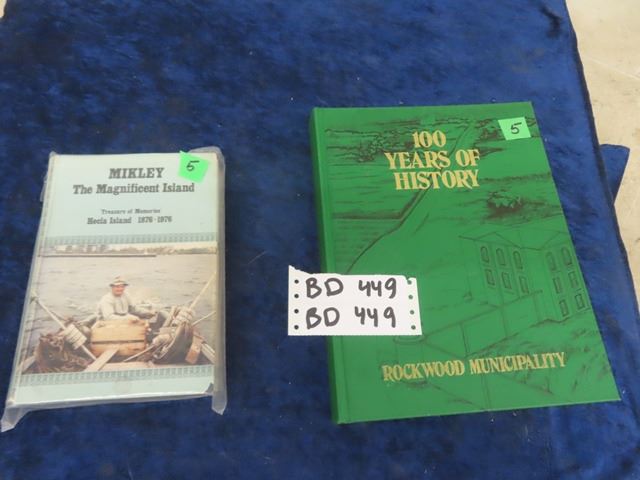 MIKLEY
The Magnificent Island
Treasure of Memories
Hecla Island 1876-1976
5
100
YEARS OF
HISTORY
5
BD 449
BD 449
ROCKWOOD MUNICIPALITY